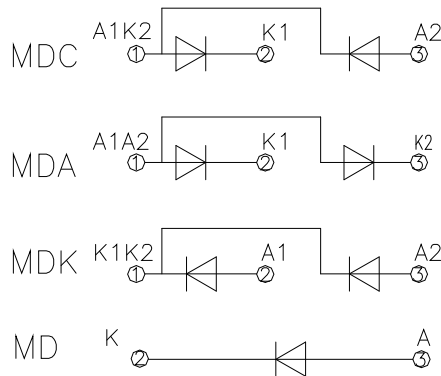 A1K2 K1 A2
MDC 1 2 3
A1A2 K1 K2
MDA 1 2 3
K1K2 A1 A2
MDK 1 2 3
K A
MD 2 3